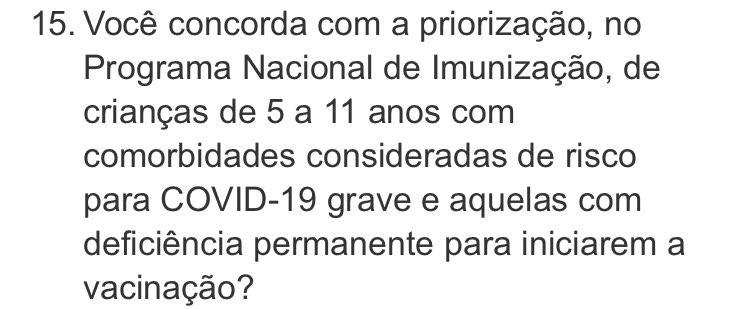 15. Você concorda com a priorização, no
Programa Nacional de Imunização, de
crianças de 5 a 11 anos com
comorbidades consideradas de risco
para COVID-19 grave e aquelas com
deficiência permanente para iniciarem a
vacinação?